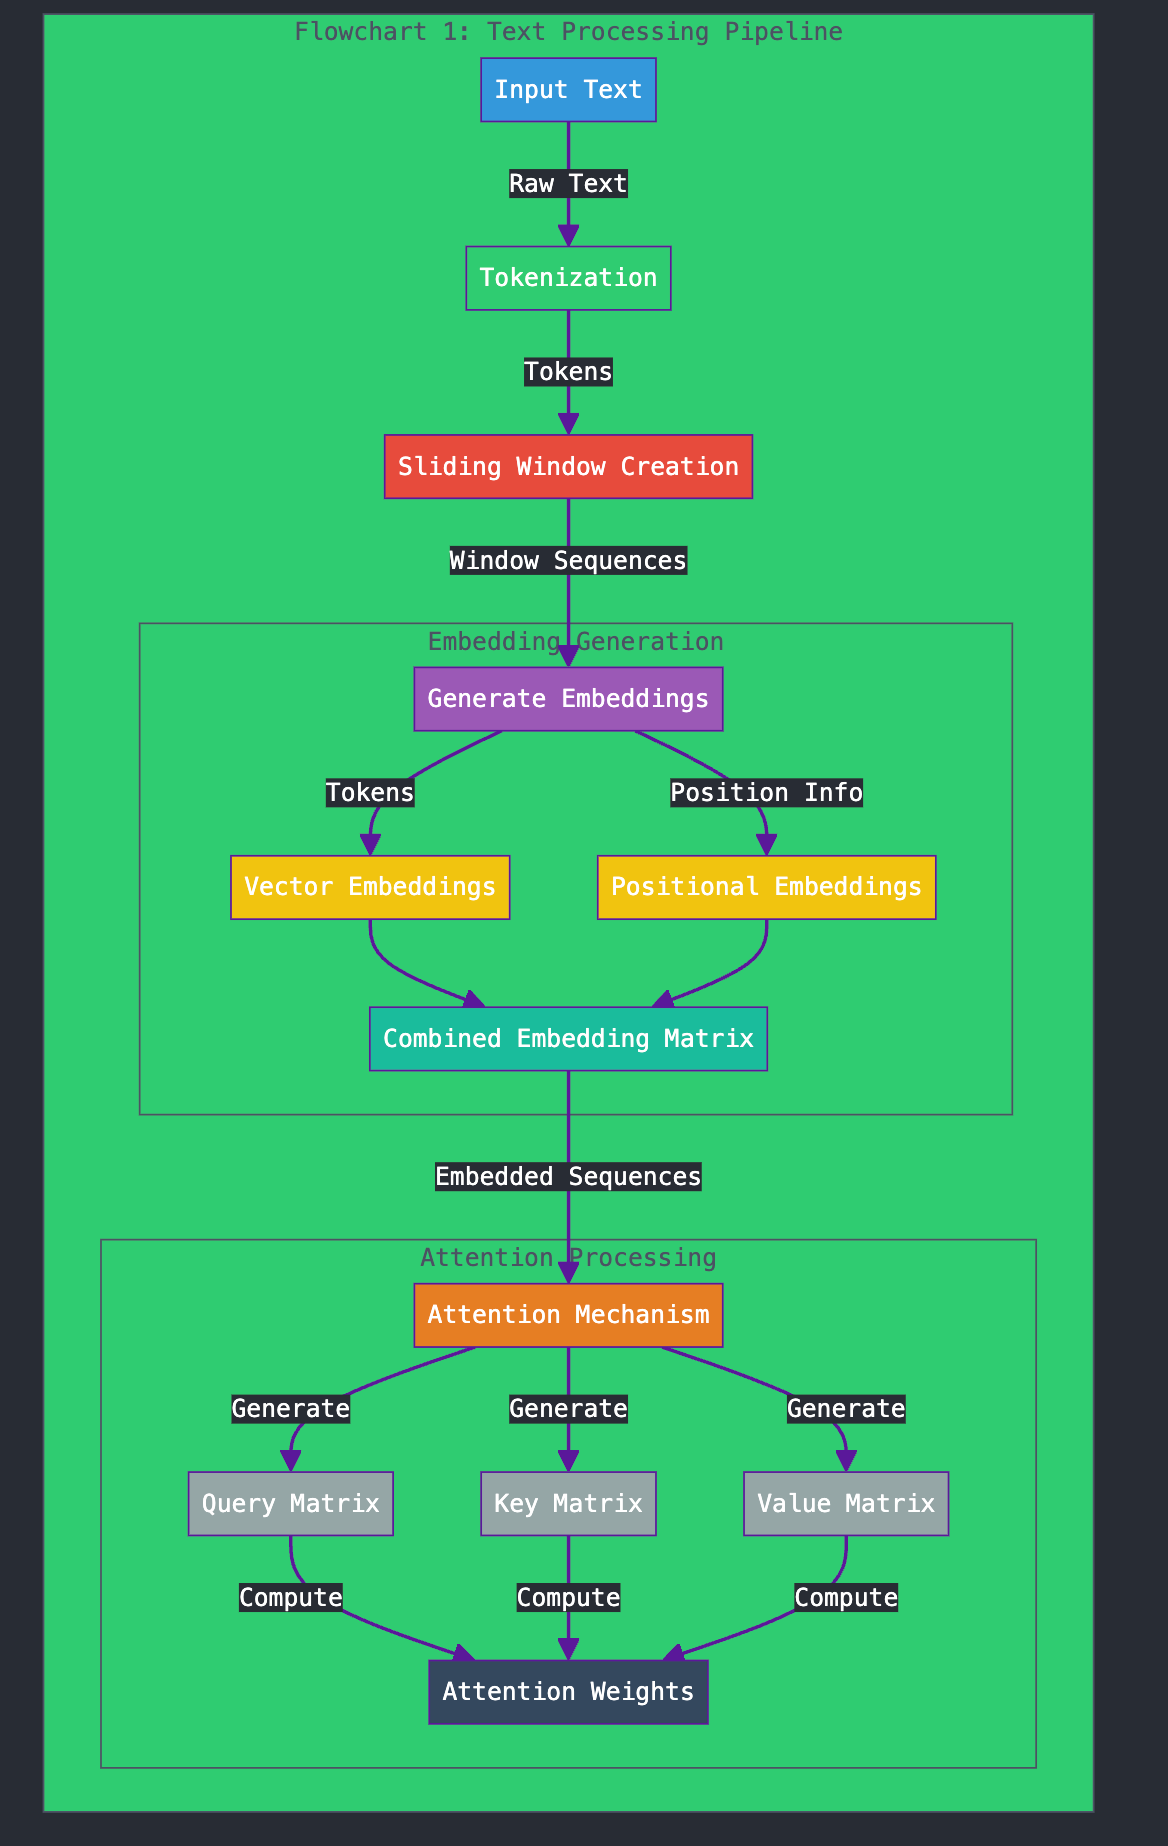 Flowchart 1: Text Processing Pipeline
Input Text
Raw Text
Tokenization
Tokens
Sliding Window Creation
Window Sequences
Embedding Generation
Generate Embeddings
Tokens
Position Info
Vector Embeddings
Positional Embeddings
Combined Embedding Matrix
Embedded Sequences
Attention Processing
Attention Mechanism
Generate
Generate
Generate
Query Matrix
Key Matrix
Value Matrix
Compute
Compute
Compute
Attention Weights